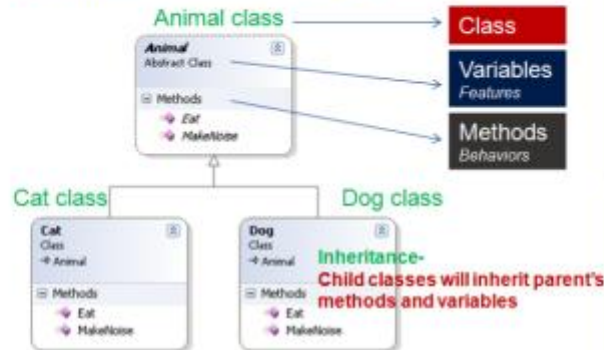 Animal class
Class
Animal
Abstract Class
Variables
Features
Methods
Eat
MakeNoise
Methods
Behaviors
Cat class
Dog class
Cat
Class
Animal
Methods
Eat
MakeNoise
Dog
Class
Animal
Methods
Eat
MakeNoise
Inheritance-
Child classes will inherit parent's
methods and variables